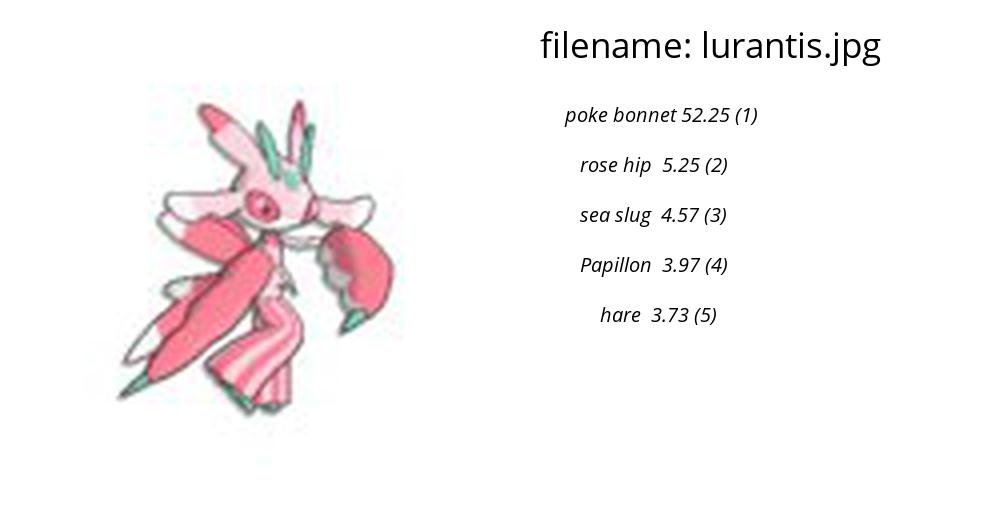 filename: lurantis.jpg
poke bonnet 52.25 (1)
rose hip 5.25 (2)
sea slug 4.57 (3)
Papillon 3.97 (4)
hare 3.73 (5)